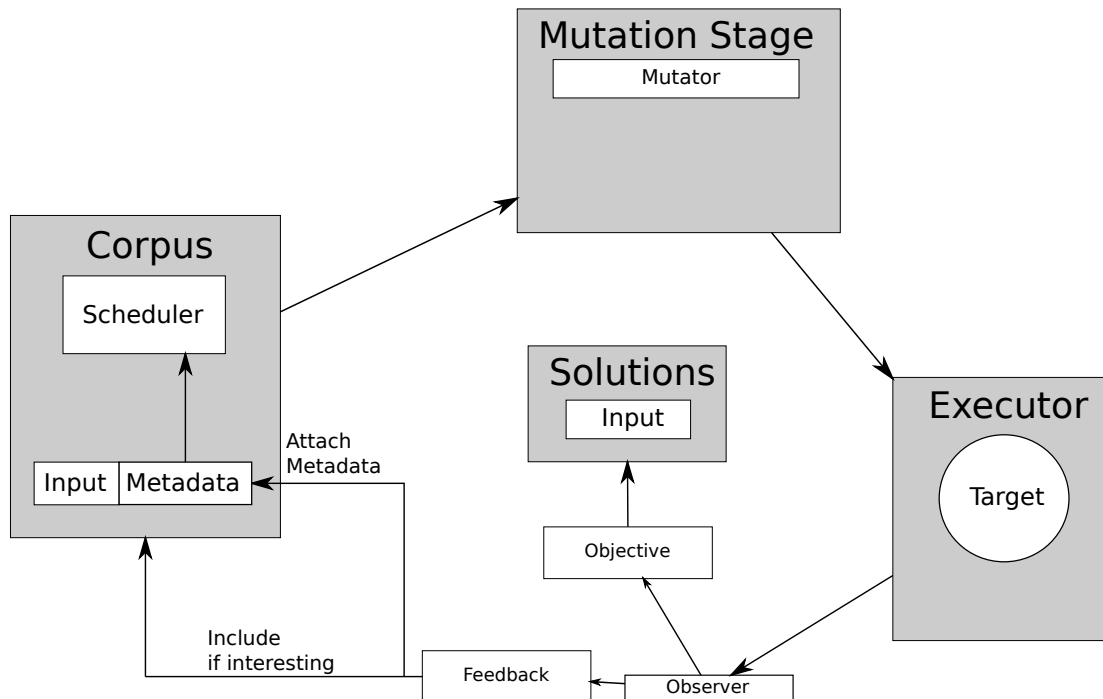 Mutation Stage
Mutator
Corpus
Scheduler
Input
Metadata
Attach
Metadata
Solutions
Input
Executor
Target
Objective
Include
if interesting
Feedback
Observer